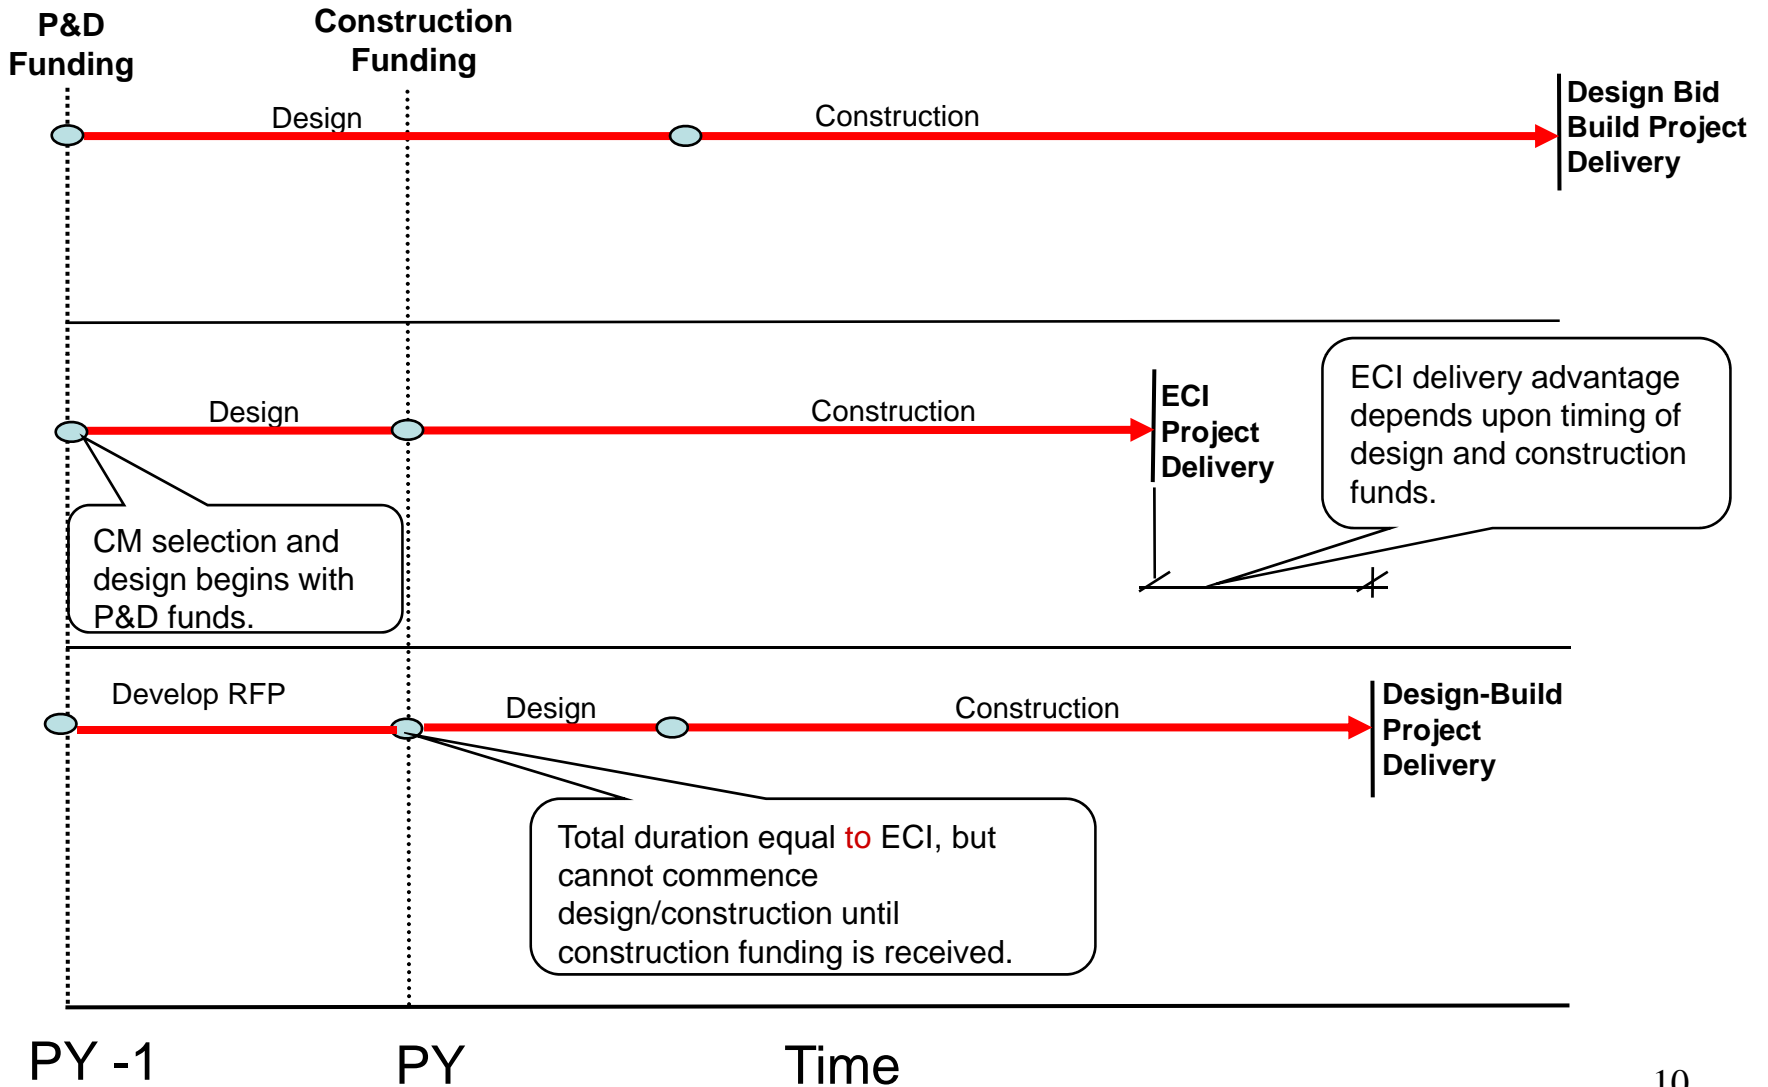 P&D
Funding
Construction
Funding
Design
Construction
Design Bid
Build Project
Delivery
Design
Construction
ECI
Project
Delivery
ECI delivery advantage
depends upon timing of
design and construction
funds.
CM selection and
design begins with
P&D funds.
Develop RFP
Design
Construction
Design-Build
Project
Delivery
Total duration equal to ECI, but
cannot commence
design/construction until
construction funding is received.
PY -1
PY
Time
10